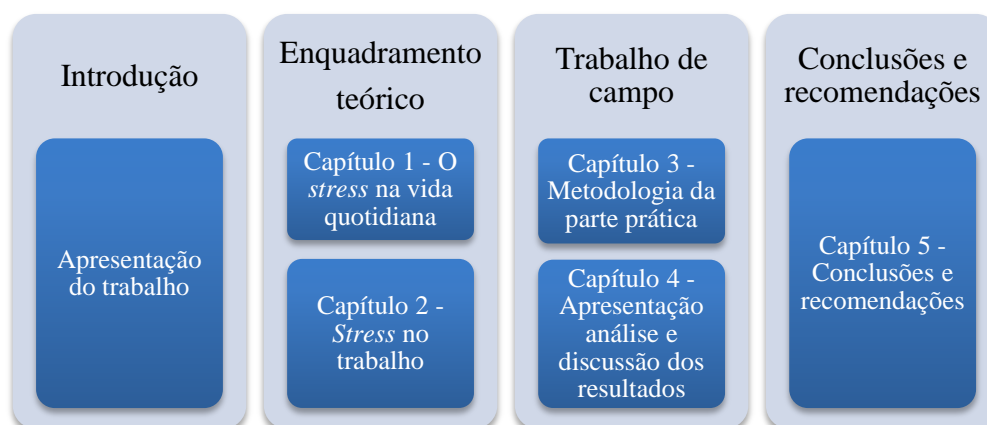 Introdução
Apresentação
do trabalho
Enquadramento
teórico
Capítulo 1 - O
stress na vida
quotidiana
Capítulo 2 -
Stress no
trabalho
Trabalho de
campo
Capítulo 3 -
Metodologia da
parte prática
Capítulo 4 -
Apresentação
análise e
discussão dos
resultados
Conclusões e
recomendações
Capítulo 5 -
Conclusões e
recomendações